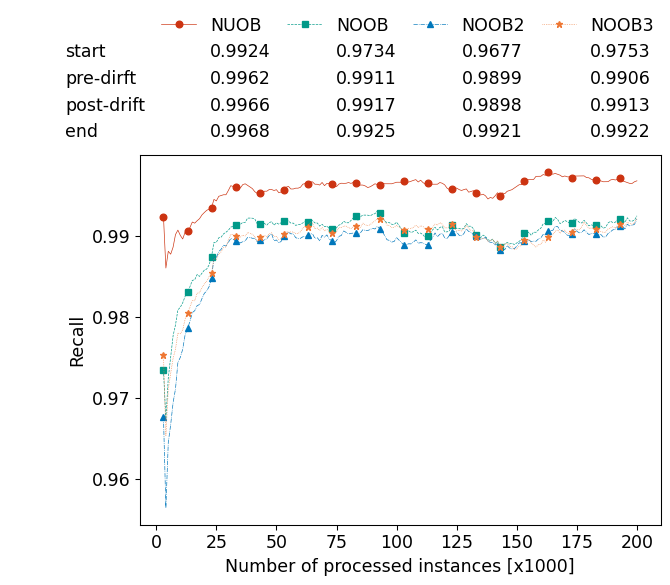 NUOB NOOB NOOB2 NOOB3
start 0.9924 0.9734 0.9677 0.9753
pre-dirft 0.9962 0.9911 0.9899 0.9906
post-drift 0.9966 0.9917 0.9898 0.9913
end 0.9968 0.9925 0.9921 0.9922
0.99
0.98
0.97
0.96
Recall
0 25 50 75 100 125 150 175 200
Number of processed instances [x1000]